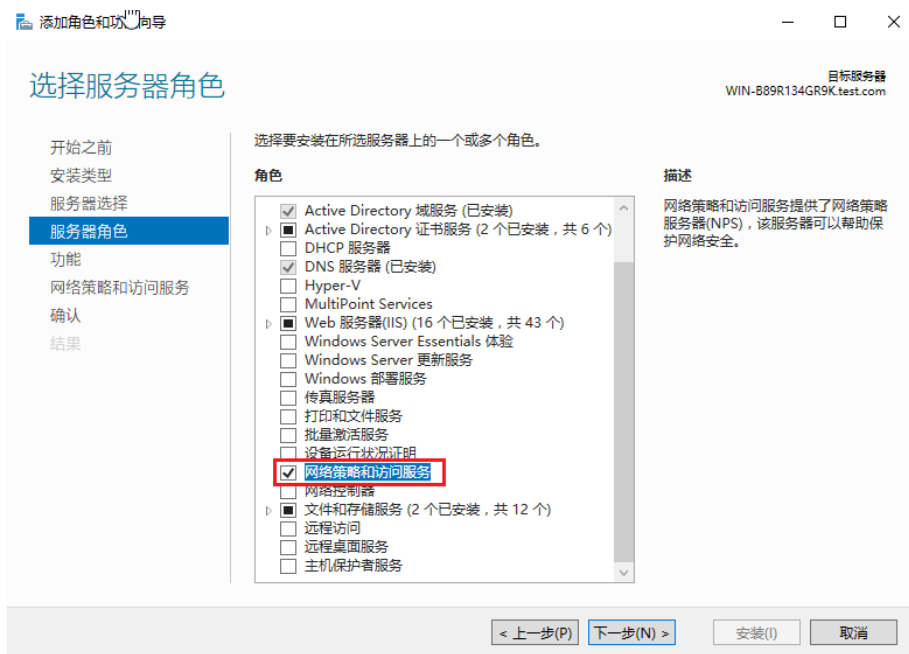 添加角色和功能向导
选择服务器角色
目标服务器
WIN-B89R134GR9K.test.com
开始之前
安装类型
服务器选择
服务器角色
功能
网络策略和访问服务
确认
结果
选择要安装在所选服务器上的一个或多个角色。
角色
Active Directory 域服务 (已安装)
Active Directory 证书服务 (2 个已安装，共 6 个)
DHCP 服务器
DNS 服务器 (已安装)
Hyper-V
MultiPoint Services
Web 服务器(IIS) (16 个已安装，共 43 个)
Windows Server Essentials 体验
Windows Server 更新服务
Windows 部署服务
传真服务器
打印和文件服务
批量激活服务
设备运行状况证明
网络策略和访问服务
网络控制器
文件和存储服务 (2 个已安装，共 12 个)
远程访问
远程桌面服务
主机保护者服务
描述
网络策略和访问服务提供了网络策略
服务器(NPS)，该服务器可以帮助保
护网络安全。
< 上一步(P)
下一步(N) >
安装(I)
取消